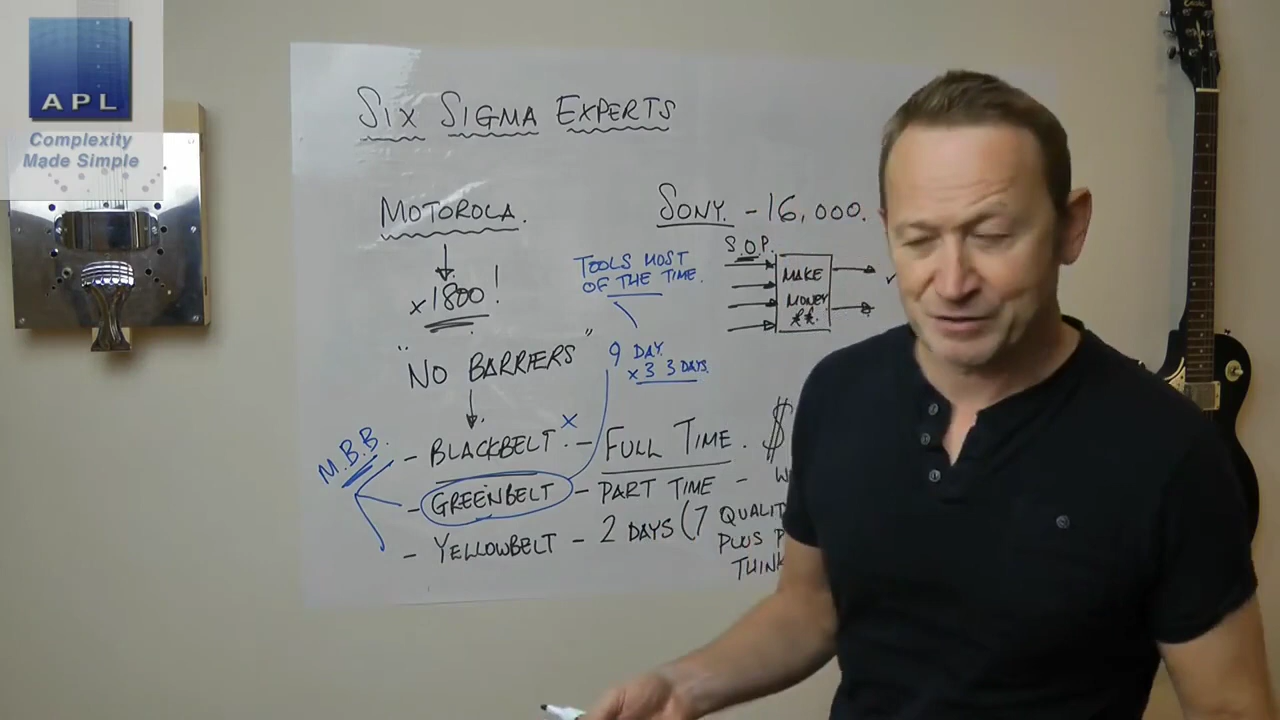 APL
Complexity
Made Simple
SIX SIGMA EXPERTS
MOTOROLA.
x1800!
"NO BARRIERS"
- BLACKBELT. x - FULL TIME. $
- GREENBELT - PART TIME -
- YELLOWBELT - 2 DAYS (7
PLUS
M.B.B.
TOOLS MOST
OF THE TIME.
9 DAY.
x 3 3 DAYS.
SONY. - 16,000.
S.O.P.
MAKE
MONEY
**.